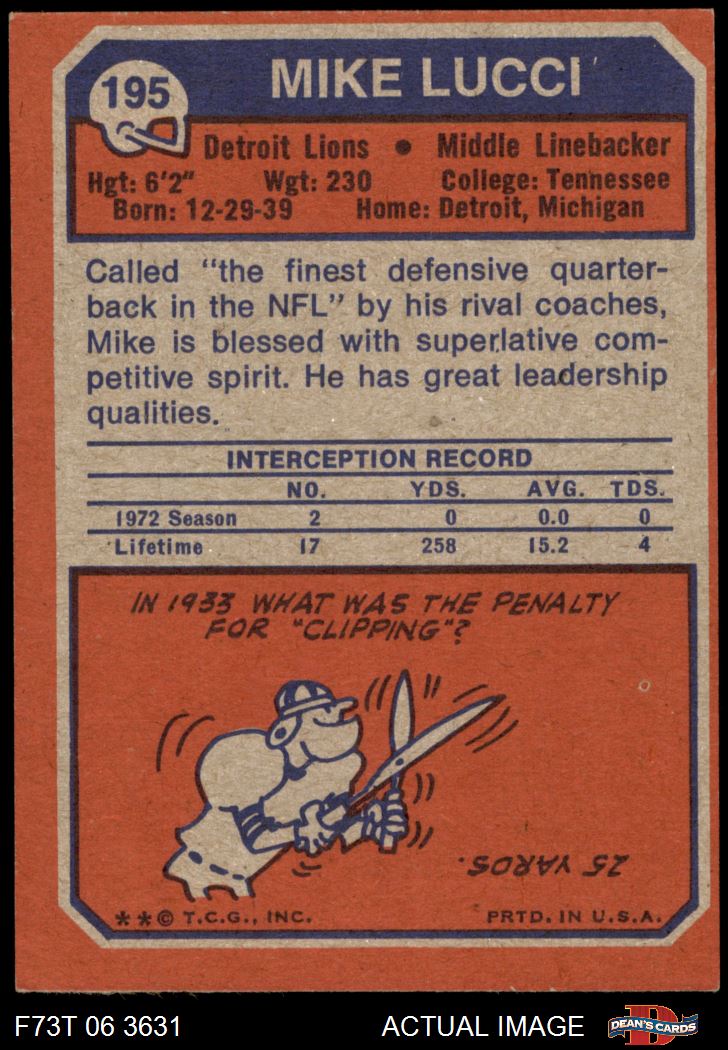 195
MIKE LUCCI
Detroit Lions • Middle Linebacker
Hgt: 6'2" Wgt: 230 College: Tennessee
Born: 12-29-39 Home: Detroit, Michigan
Called "the finest defensive quarter-
back in the NFL" by his rival coaches,
Mike is blessed with superlative com-
petitive spirit. He has great leadership
qualities.
INTERCEPTION RECORD
NO. YDS. AVG. TDS.
1972 Season 2 0 0.0 0
Lifetime 17 258 15.2 4
IN 1933 WHAT WAS THE PENALTY
FOR "CLIPPING"?
25 YARDS.
**© T.C.G., INC. PRTD. IN U.S.A.
F73T 06 3631 ACTUAL IMAGE D DEAN'S CARDS